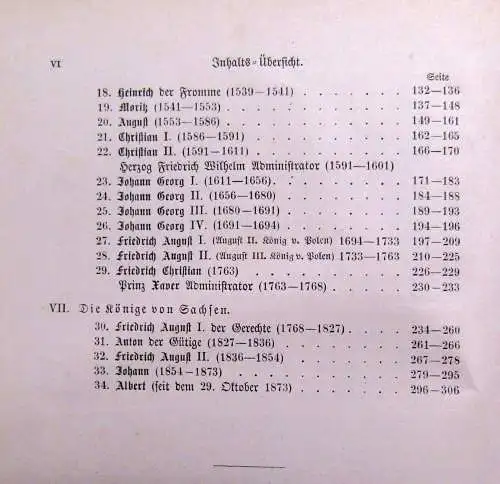 VI Inhalts=Übersicht.
Seite
18. Heinrich der Fromme (1539—1541) . . . . . . . . . 132—136
19. Moritz (1541—1553) . . . . . . . . . . . . . 137—148
20. August (1553—1586) . . . . . . . . . . . . . 149—161
21. Christian I. (1586—1591) . . . . . . . . . . . . 162—165
22. Christian II. (1591—1611) . . . . . . . . . . . 166—170
Herzog Friedrich Wilhelm Administrator (1591—1601)
23. Johann Georg I. (1611—1656) . . . . . . . . . . 171—183
24. Johann Georg II. (1656—1680) . . . . . . . . . . 184—188
25. Johann Georg III. (1680—1691) . . . . . . . . . 189—193
26. Johann Georg IV. (1691—1694) . . . . . . . . . 194—196
27. Friedrich August I. (August II. König v. Polen) 1694—1733 197—209
28. Friedrich August II. (August III. König v. Polen) 1733—1763 210—225
29. Friedrich Christian (1763) . . . . . . . . . . . 226—229
Prinz Xaver Administrator (1763—1768) . . . . . . 230—233
VII. Die Könige von Sachsen.
30. Friedrich August I. der Gerechte (1768—1827) . . . . . 234—260
31. Anton der Gütige (1827—1836) . . . . . . . . . . 261—266
32. Friedrich August II. (1836—1854) . . . . . . . . . 267—278
33. Johann (1854—1873) . . . . . . . . . . . . . 279—295
34. Albert (seit dem 29. Oktober 1873) . . . . . . . . 296—306